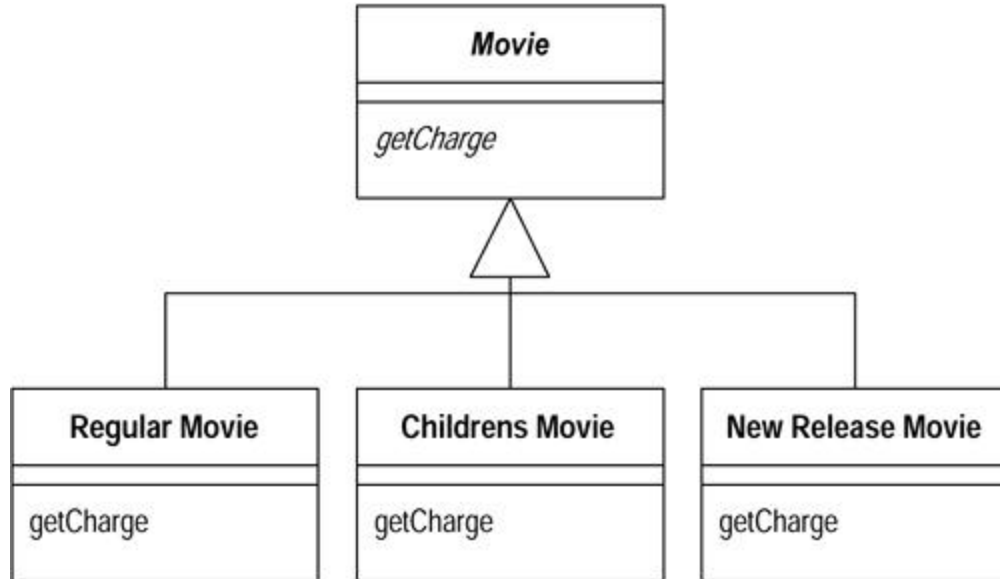 Movie
getCharge
Regular Movie
Childrens Movie
New Release Movie
getCharge
getCharge
getCharge